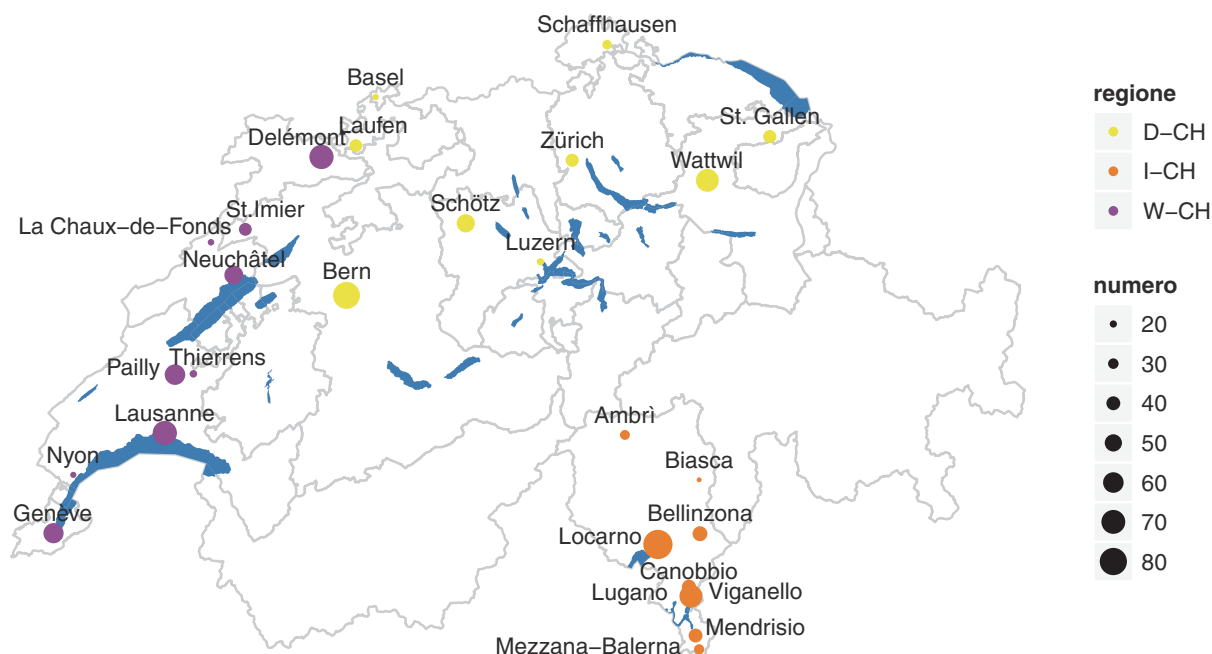 Schaffhausen
Basel
Delémont
Laufen
Zürich
St. Gallen
Wattwil
La Chaux−de−Fonds
St.Imier
Schötz
Neuchâtel
Luzern
Bern
Pailly
Thierrens
Lausanne
Ambrì
Nyon
Biasca
Genève
Bellinzona
Locarno
Canobbio
Lugano
Viganello
Mendrisio
Mezzana−Balerna
regione
D−CH
I−CH
W−CH
numero
20
30
40
50
60
70
80